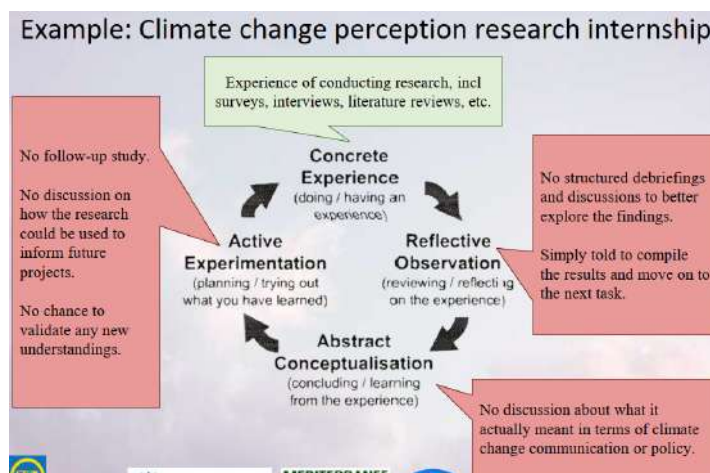 Example: Climate change perception research internship
Experience of conducting research, incl
surveys, interviews, literature reviews, etc.
No follow-up study.
No discussion on
how the research
could be used to
inform future
projects.
No chance to
validate any new
understandings.
Concrete
Experience
(doing / having an
experience)
Active
Experimentation
(planning / trying out
what you have learned)
Reflective
Observation
(reviewing / reflecting
on the experience)
No structured debriefings
and discussions to better
explore the findings.
Simply told to compile
the results and move on to
the next task.
Abstract
Conceptualisation
(concluding / learning
from the experience)
No discussion about what it
actually meant in terms of climate
change communication or policy.